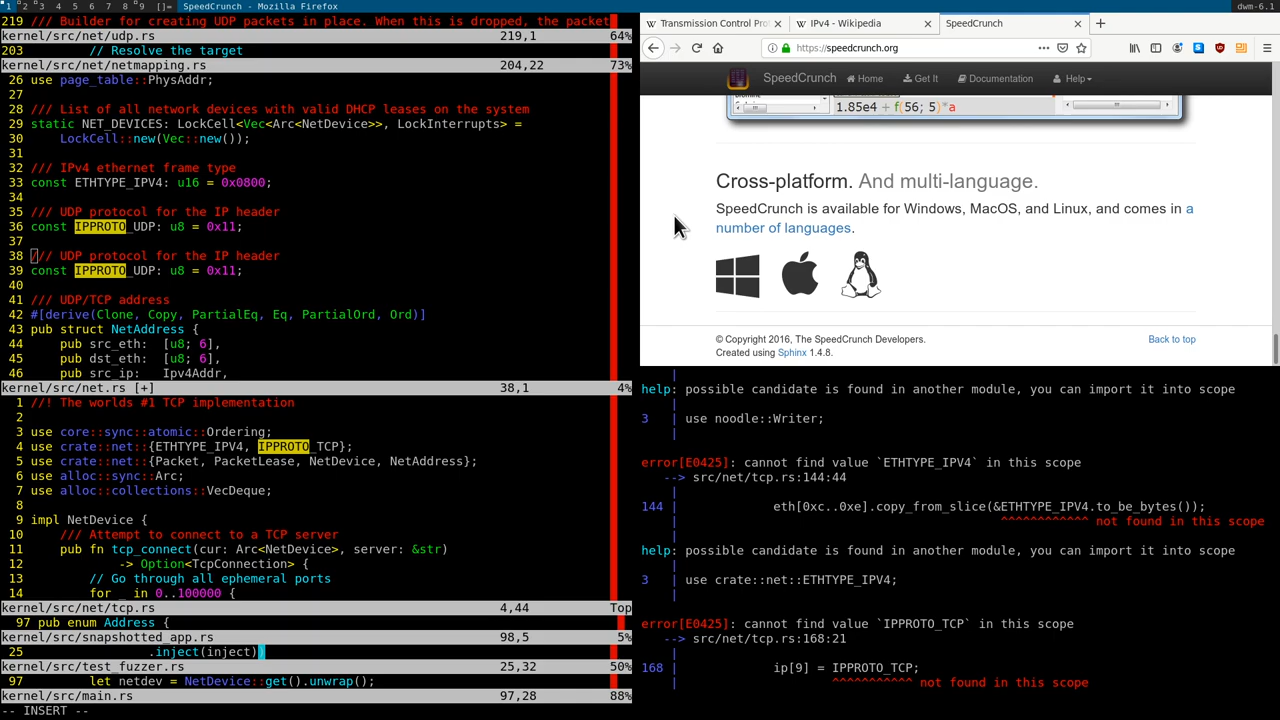 1 2 3 4 5 6 7 8 9 []= SpeedCrunch - Mozilla Firefox dwm-6.1
219 /// Builder for creating UDP packets in place. When this is dropped, the packet
kernel/src/net/udp.rs 219,1 64%
203 // Resolve the target
kernel/src/net/netmapping.rs 204,22 73%
26 use page_table::PhysAddr;
27
28 /// List of all network devices with valid DHCP leases on the system
29 static NET_DEVICES: LockCell<Vec<Arc<NetDevice>>, LockInterrupts> =
30 LockCell::new(Vec::new());
31
32 /// IPv4 ethernet frame type
33 const ETHTYPE_IPV4: u16 = 0x0800;
34
35 /// UDP protocol for the IP header
36 const IPPROTO_UDP: u8 = 0x11;
37
38 /// UDP protocol for the IP header
39 const IPPROTO_UDP: u8 = 0x11;
40
41 /// UDP/TCP address
42 #[derive(Clone, Copy, PartialEq, Eq, PartialOrd, Ord)]
43 pub struct NetAddress {
44 pub src_eth: [u8; 6],
45 pub dst_eth: [u8; 6],
46 pub src_ip: Ipv4Addr,
kernel/src/net.rs [+] 38,1 4%
1 //! The worlds #1 TCP implementation
2
3 use core::sync::atomic::Ordering;
4 use crate::net::{ETHTYPE_IPV4, IPPROTO_TCP};
5 use crate::net::{Packet, PacketLease, NetDevice, NetAddress};
6 use alloc::sync::Arc;
7 use alloc::collections::VecDeque;
8
9 impl NetDevice {
10 /// Attempt to connect to a TCP server
11 pub fn tcp_connect(cur: Arc<NetDevice>, server: &str)
12 -> Option<TcpConnection> {
13 // Go through all ephemeral ports
14 for _ in 0..100000 {
kernel/src/net/tcp.rs 4,44 Top
97 pub enum Address {
kernel/src/snapshotted_app.rs 98,5 5%
25 .inject(inject))
kernel/src/test_fuzzer.rs 25,32 50%
97 let netdev = NetDevice::get().unwrap();
kernel/src/main.rs 97,28 88%
-- INSERT --
Transmission Control Pro
IPv4 - Wikipedia
SpeedCrunch
https://speedcrunch.org
SpeedCrunch Home Get It Documentation Help
1.85e4 + f(56; 5)*a
Cross-platform. And multi-language.
SpeedCrunch is available for Windows, MacOS, and Linux, and comes in a
number of languages.
© Copyright 2016, The SpeedCrunch Developers. Back to top
Created using Sphinx 1.4.8.
|
help: possible candidate is found in another module, you can import it into scope
|
3 | use noodle::Writer;
|
error[E0425]: cannot find value `ETHTYPE_IPV4` in this scope
--> src/net/tcp.rs:144:44
|
144 | eth[0xc..0xe].copy_from_slice(&ETHTYPE_IPV4.to_be_bytes());
| ^^^^^^^^^^^^ not found in this scope
|
help: possible candidate is found in another module, you can import it into scope
|
3 | use crate::net::ETHTYPE_IPV4;
|
error[E0425]: cannot find value `IPPROTO_TCP` in this scope
--> src/net/tcp.rs:168:21
|
168 | ip[9] = IPPROTO_TCP;
| ^^^^^^^^^^^ not found in this scope